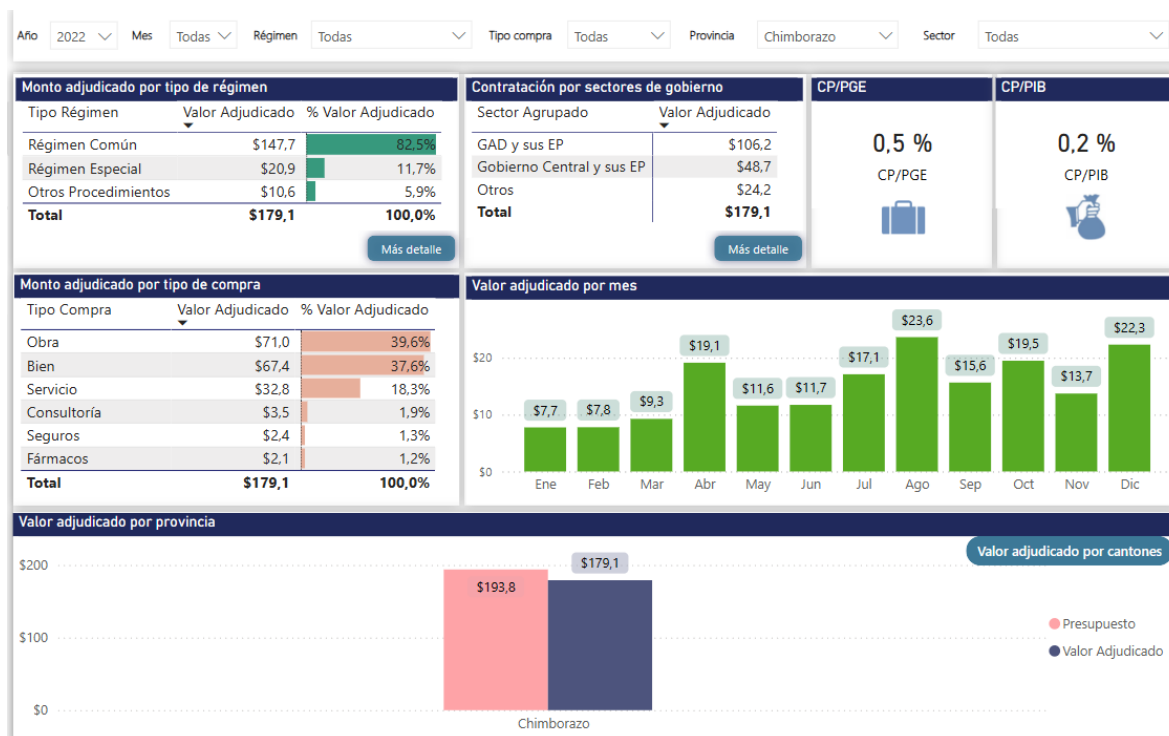 Año 2022 Mes Todas Régimen Todas Tipo compra Todas Provincia Chimborazo Sector Todas
Monto adjudicado por tipo de régimen
Tipo Régimen Valor Adjudicado % Valor Adjudicado
Régimen Común $147,7 82,5%
Régimen Especial $20,9 11,7%
Otros Procedimientos $10,6 5,9%
Total $179,1 100,0%
Más detalle
Contratación por sectores de gobierno
Sector Agrupado Valor Adjudicado
GAD y sus EP $106,2
Gobierno Central y sus EP $48,7
Otros $24,2
Total $179,1
Más detalle
CP/PGE
0,5 %
CP/PGE
CP/PIB
0,2 %
CP/PIB
Monto adjudicado por tipo de compra
Tipo Compra Valor Adjudicado % Valor Adjudicado
Obra $71,0 39,6%
Bien $67,4 37,6%
Servicio $32,8 18,3%
Consultoría $3,5 1,9%
Seguros $2,4 1,3%
Fármacos $2,1 1,2%
Total $179,1 100,0%
Valor adjudicado por mes
$20
$10
$0
$7,7 $7,8 $9,3 $19,1 $11,6 $11,7 $17,1 $23,6 $15,6 $19,5 $13,7 $22,3
Ene Feb Mar Abr May Jun Jul Ago Sep Oct Nov Dic
Valor adjudicado por provincia
Valor adjudicado por cantones
$200
$100
$0
$193,8 $179,1
Chimborazo
Presupuesto
Valor Adjudicado